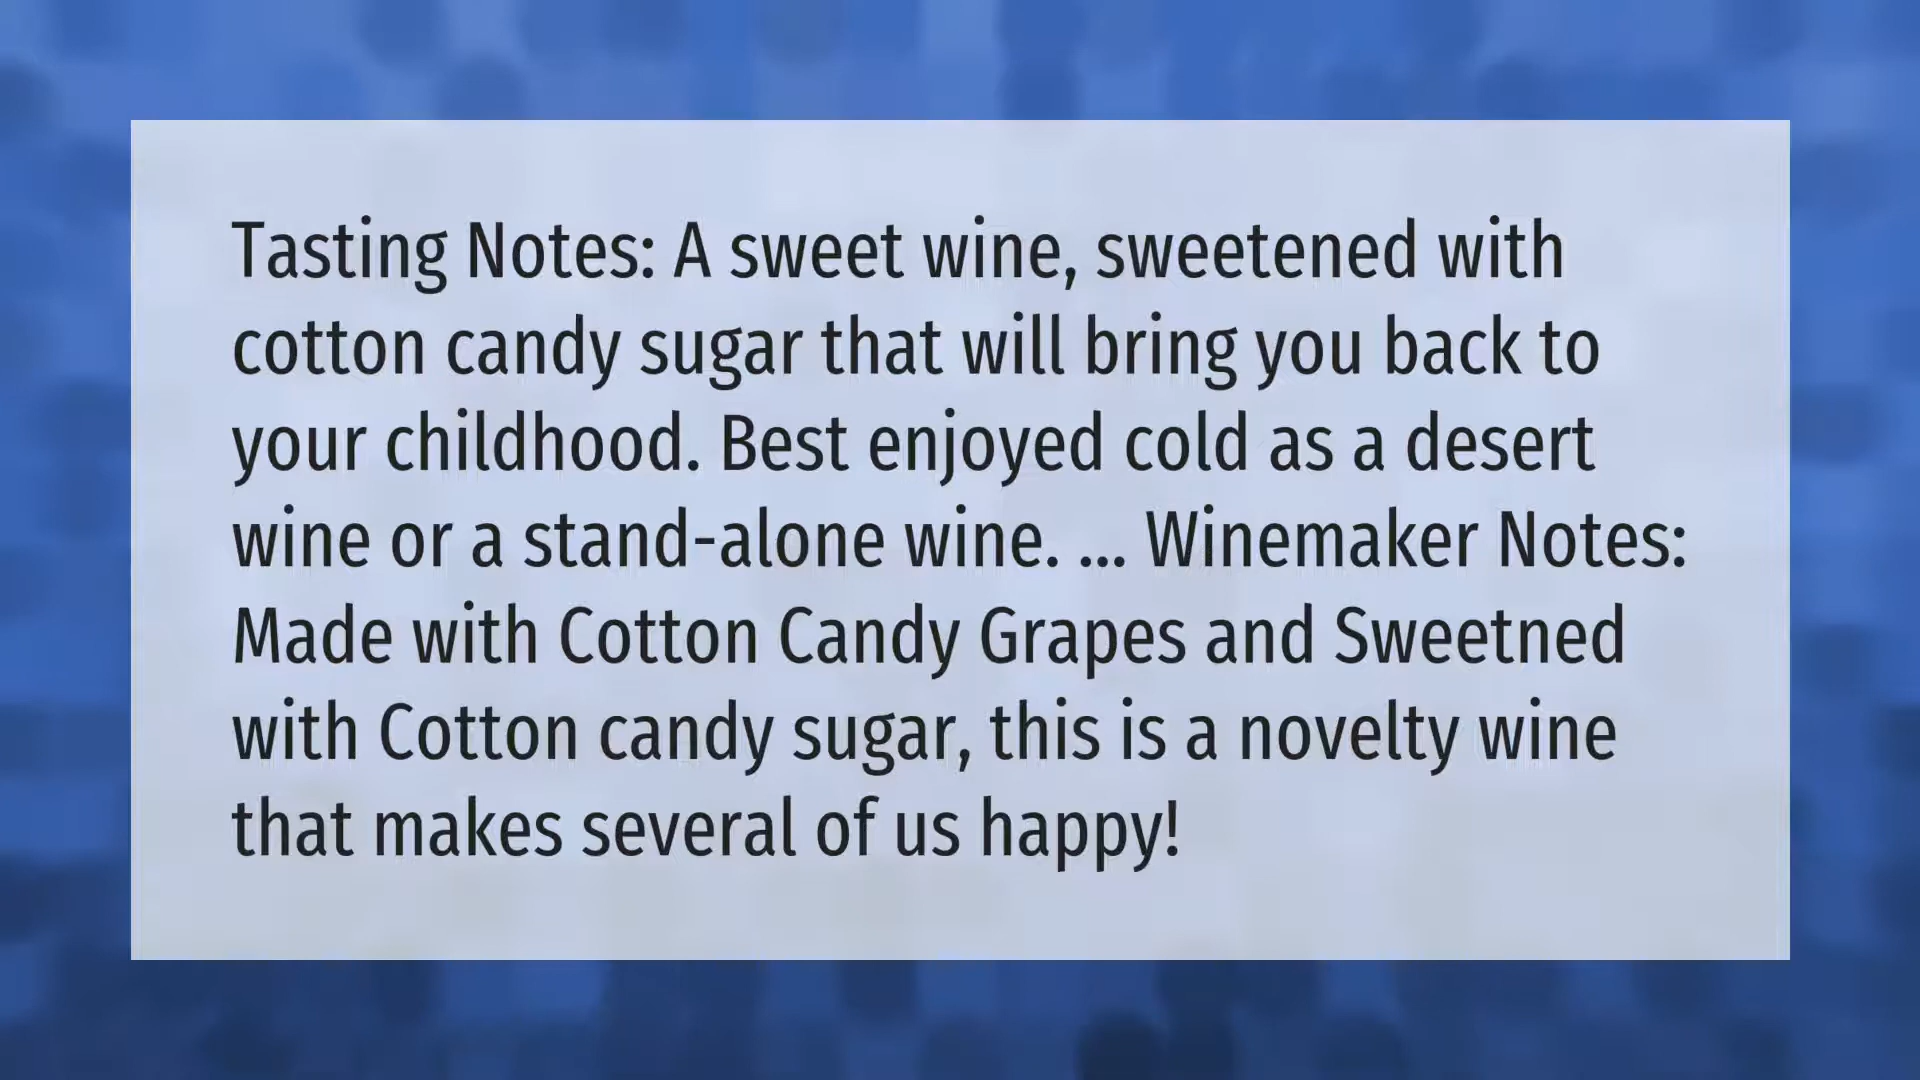 Tasting Notes: A sweet wine, sweetened with
cotton candy sugar that will bring you back to
your childhood. Best enjoyed cold as a desert
wine or a stand-alone wine. ... Winemaker Notes:
Made with Cotton Candy Grapes and Sweetned
with Cotton candy sugar, this is a novelty wine
that makes several of us happy!